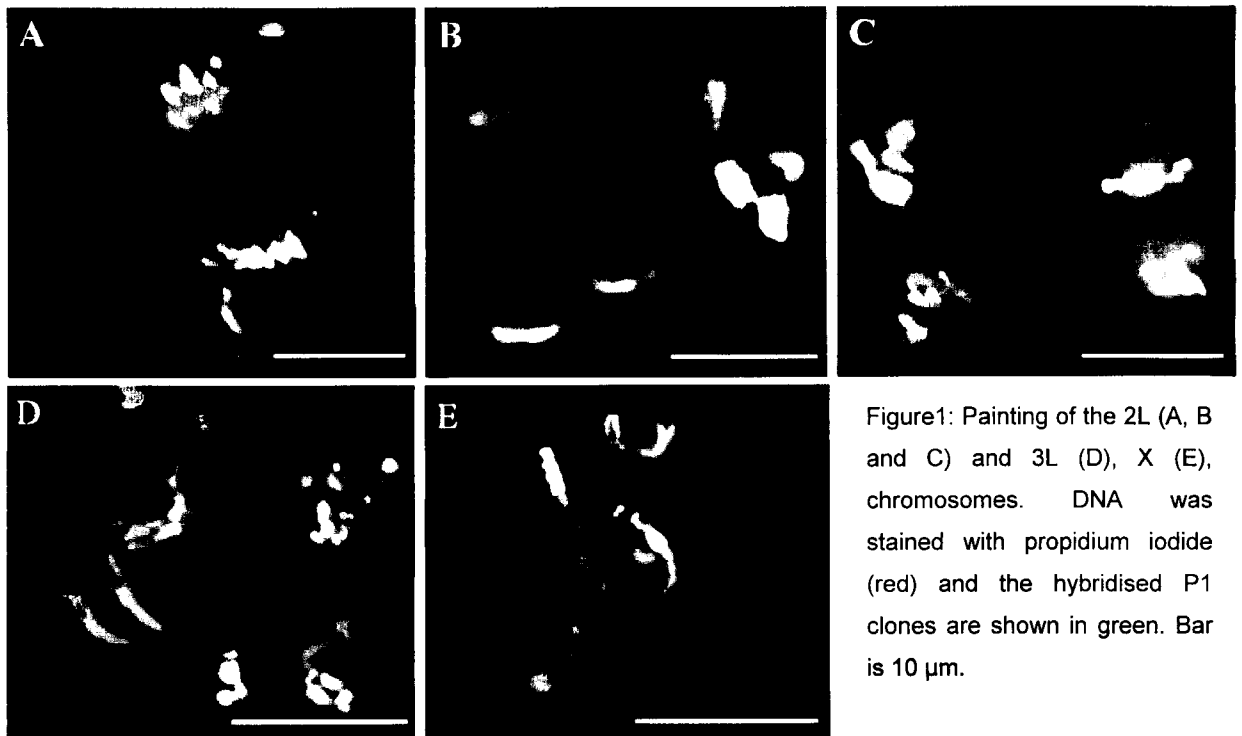 A
B
C
D
E
Figure1: Painting of the 2L (A, B
and C) and 3L (D), X (E),
chromosomes. DNA was
stained with propidium iodide
(red) and the hybridised P1
clones are shown in green. Bar
is 10 µm.